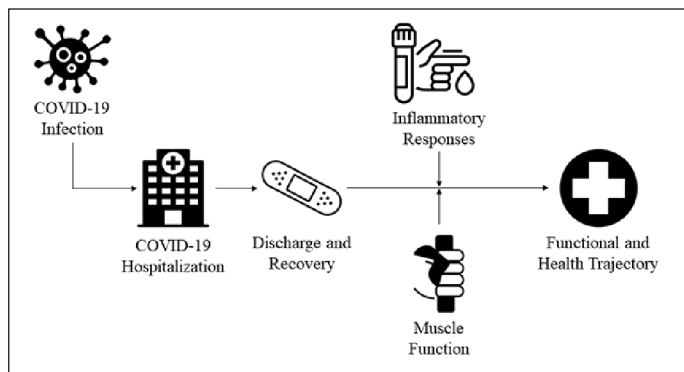 COVID-19
Infection
Inflammatory
Responses
COVID-19
Hospitalization
Discharge and
Recovery
Functional and
Health Trajectory
Muscle
Function